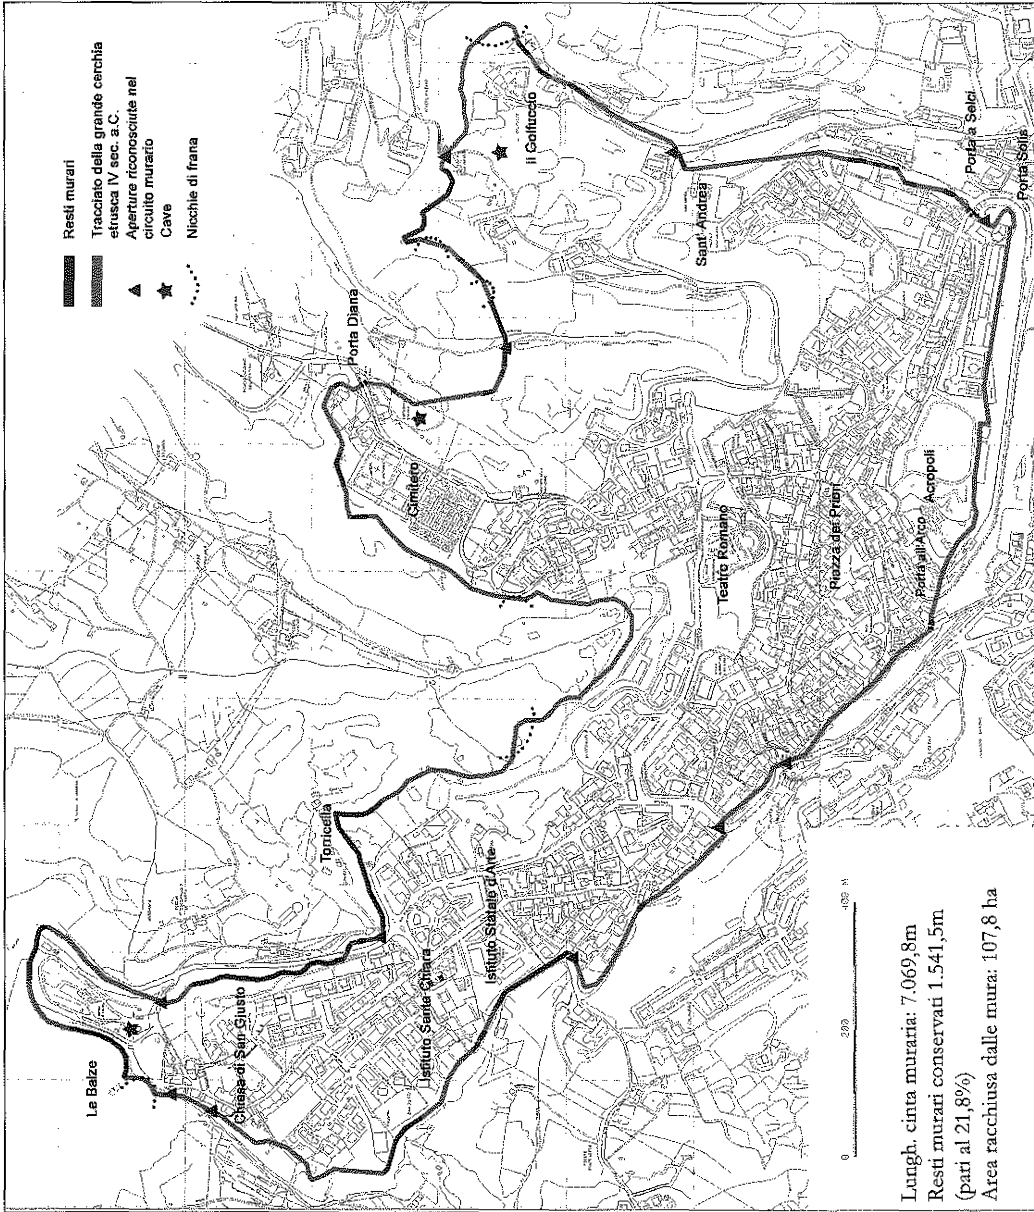 Resti murari
Tracciato della grande cerchia
etrusca IV sec. a.C.
Aperture riconosciute nel
circuito murario
Cave
Nicchie di frana
Le Balze
Chiesa di San Giusto
Torricella
Istituto Santa Chiara
Istituto Statale d'Arte
Cimitero
Porta Diana
Il Golfuccio
Sant' Andrea
Teatro Romano
Piazza dei Priori
Porta all'Arco
Acropoli
Porta a Selci
Porta Solis
0 200 400 M
Lungh. cinta muraria: 7.069,8m
Resti murari conservati 1.541,5m
(pari al 21,8%)
Area racchiusa dalle mura: 107,8 ha